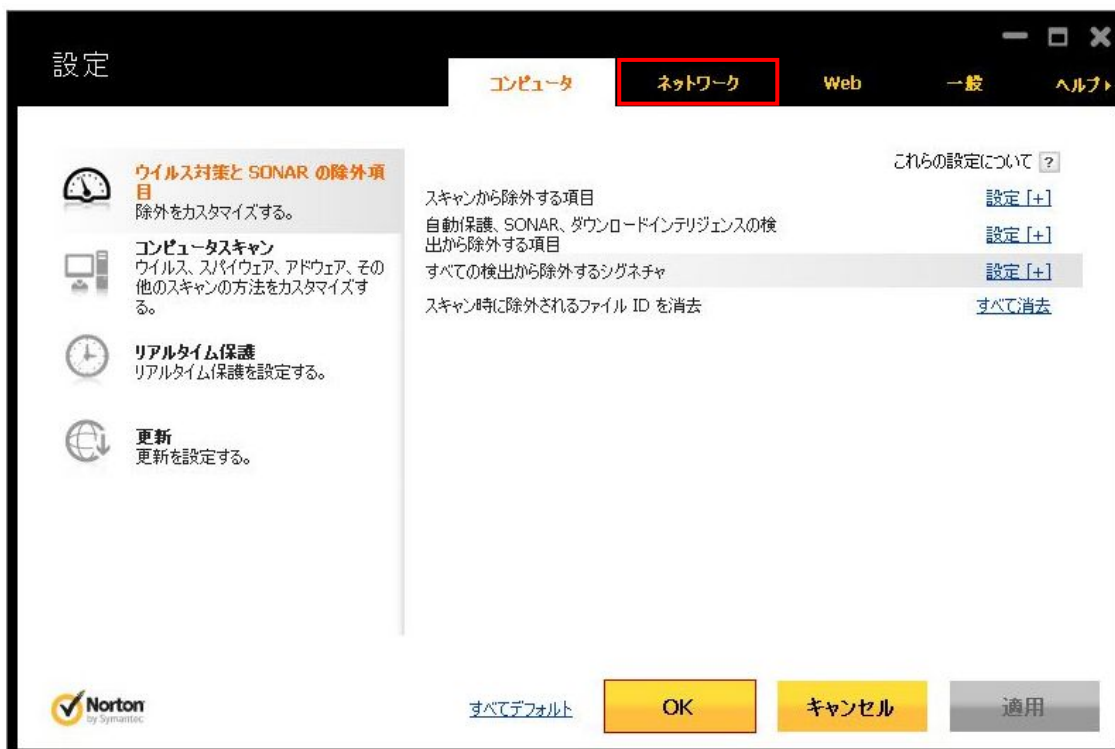 設定
コンピュータ
ネットワーク
Web
一般
ヘルプ
これらの設定について ?
ウイルス対策と SONAR の除外項
目
除外をカスタマイズする。
コンピュータスキャン
ウイルス、スパイウェア、アドウェア、その
他のスキャンの方法をカスタマイズす
る。
リアルタイム保護
リアルタイム保護を設定する。
更新
更新を設定する。
スキャンから除外する項目
設定 [+]
自動保護、SONAR、ダウンロードインテリジェンスの検
出から除外する項目
設定 [+]
すべての検出から除外するシグネチャ
設定 [+]
スキャン時に除外されるファイル ID を消去
すべて消去
Norton
by Symantec
すべてデフォルト
OK
キャンセル
適用